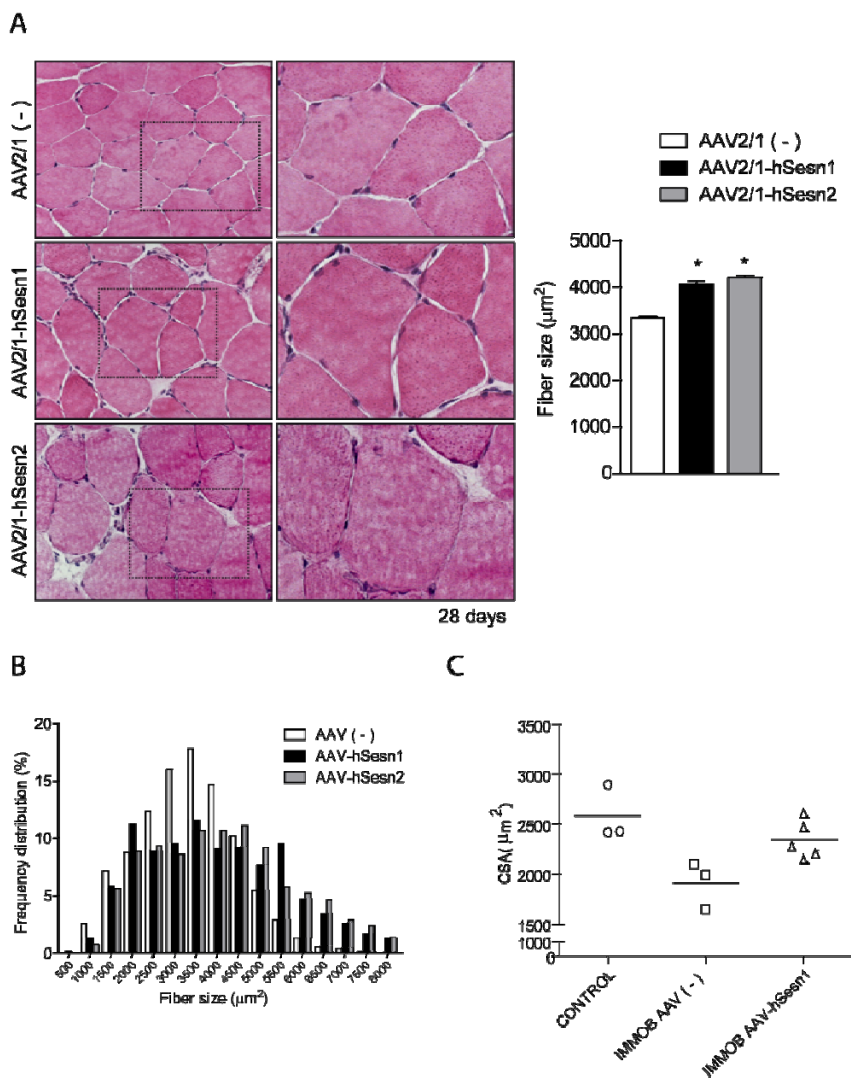 A
AAV2/1 (-)
AAV2/1-hSesn1
AAV2/1-hSesn2
28 days
AAV2/1 (-)
AAV2/1-hSesn1
AAV2/1-hSesn2
Fiber size (μm²)
5000
4000
3000
2000
1000
0
* *
B
Frequency distribution (%)
20
15
10
5
0
AAV (-)
AAV-hSesn1
AAV-hSesn2
500 1000 1500 2000 2500 3000 3500 4000 4500 5000 5500 6000 6500 7000 7500 8000
Fiber size (μm²)
C
CSA (μm²)
3500
3000
2500
2000
1500
1000
0
CONTROL
IMMOB AAV (-)
IMMOB AAV-hSesn1